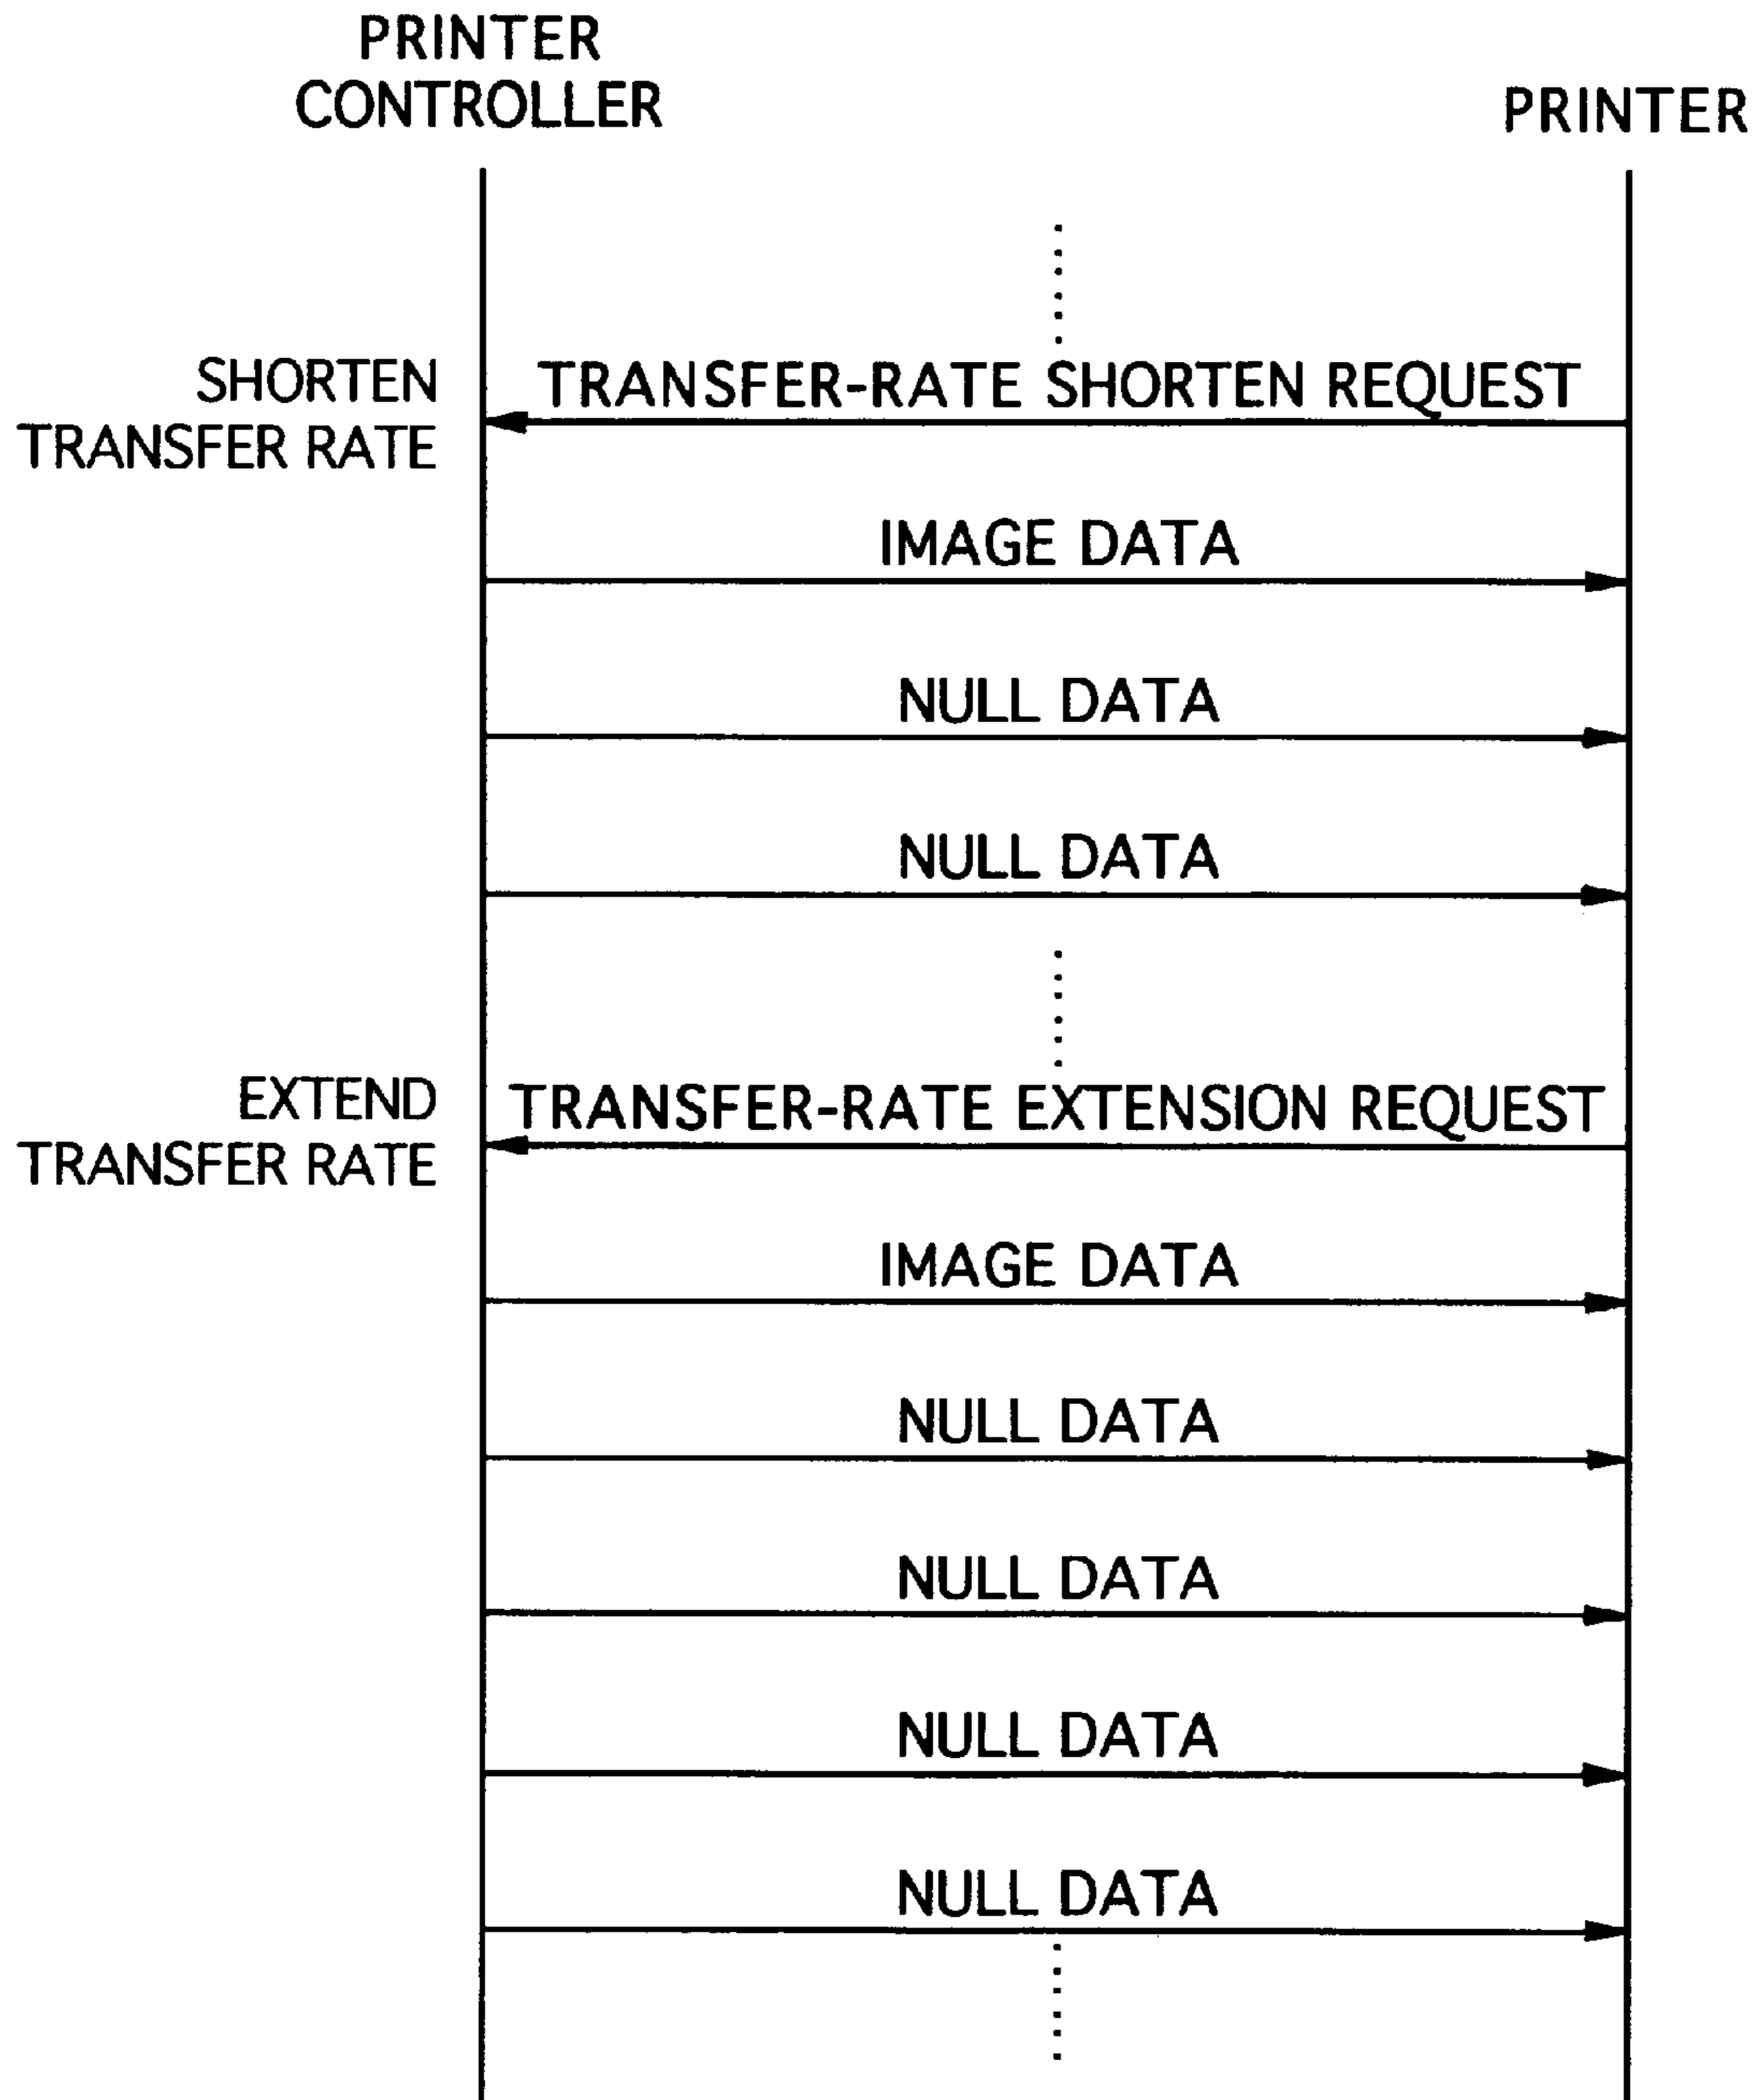 PRINTER
CONTROLLER
PRINTER
SHORTEN
TRANSFER RATE
TRANSFER-RATE SHORTEN REQUEST
IMAGE DATA
NULL DATA
NULL DATA
EXTEND
TRANSFER RATE
TRANSFER-RATE EXTENSION REQUEST
IMAGE DATA
NULL DATA
NULL DATA
NULL DATA
NULL DATA